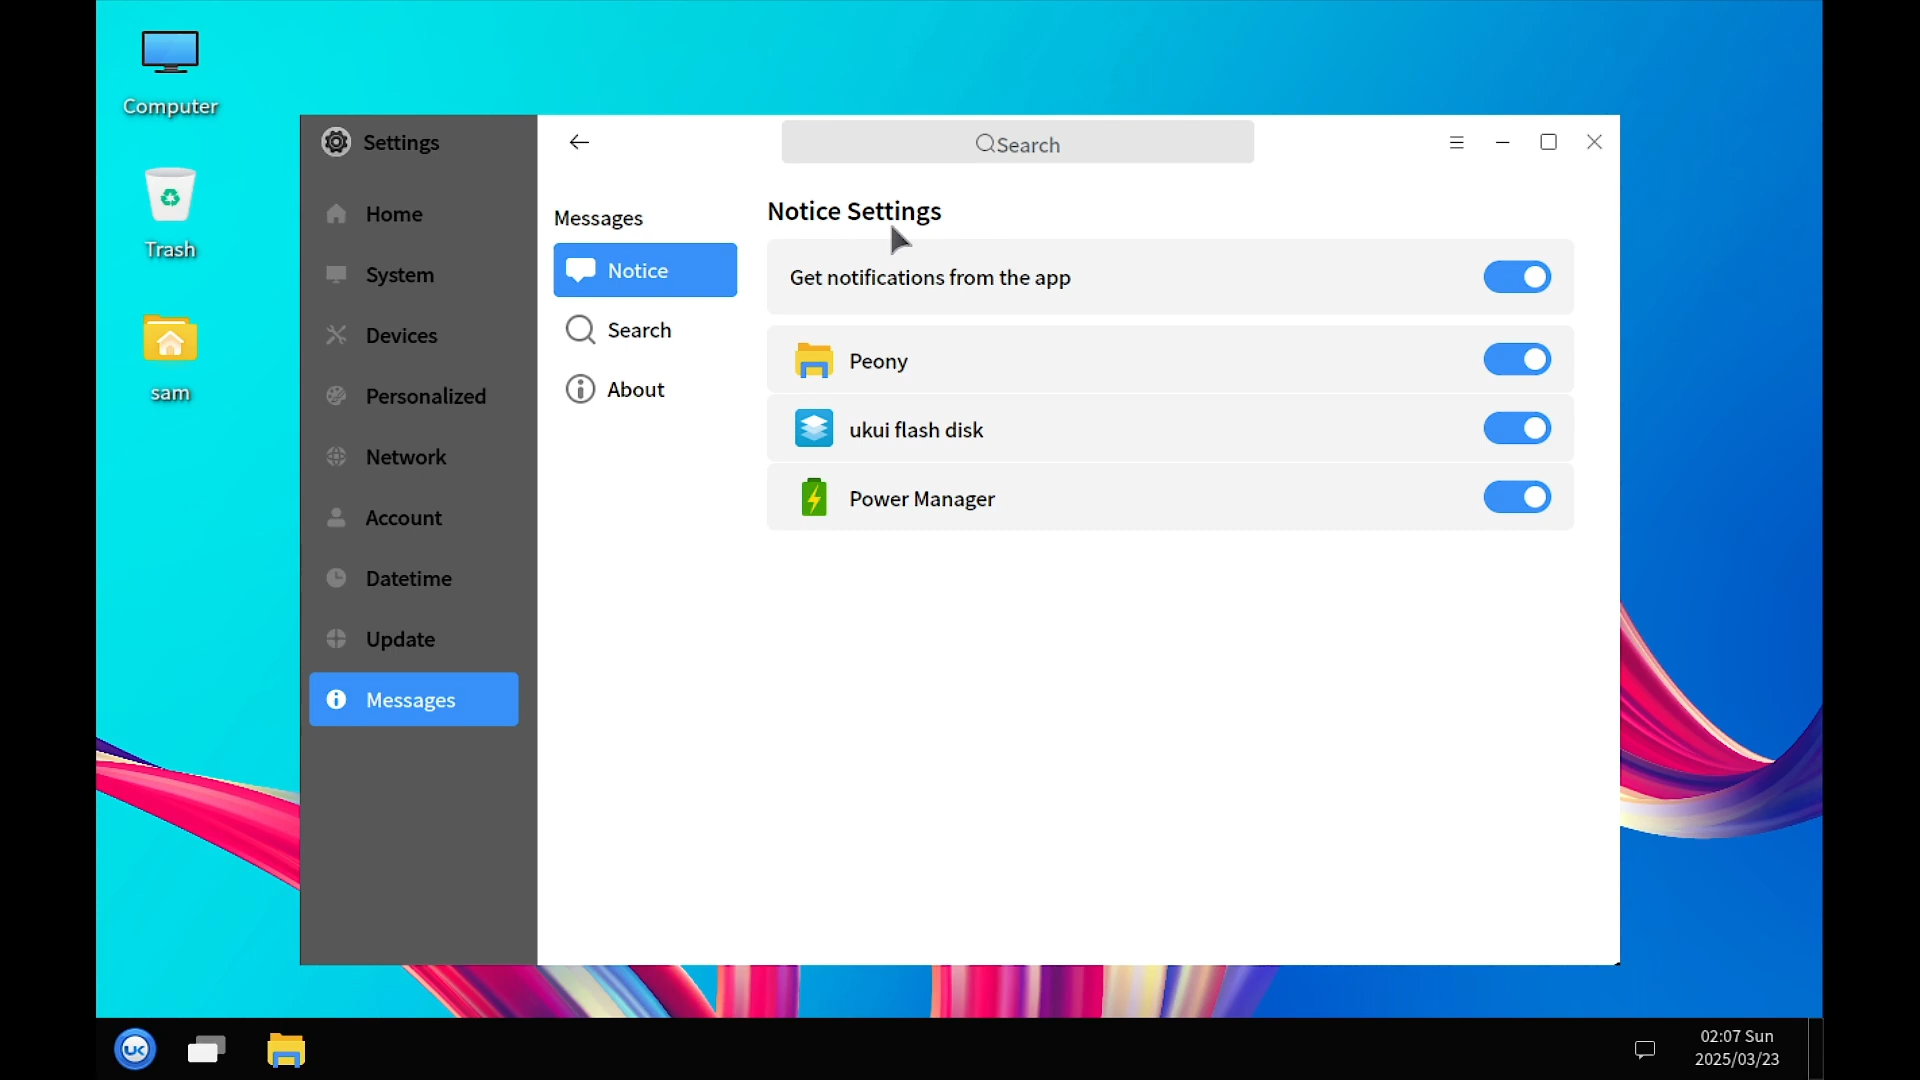 Computer
Trash
sam
Settings
Home
System
Devices
Personalized
Network
Account
Datetime
Update
Messages
Search
Messages
Notice
Search
About
Notice Settings
Get notifications from the app
Peony
ukui flash disk
Power Manager
UK
02:07 Sun
2025/03/23